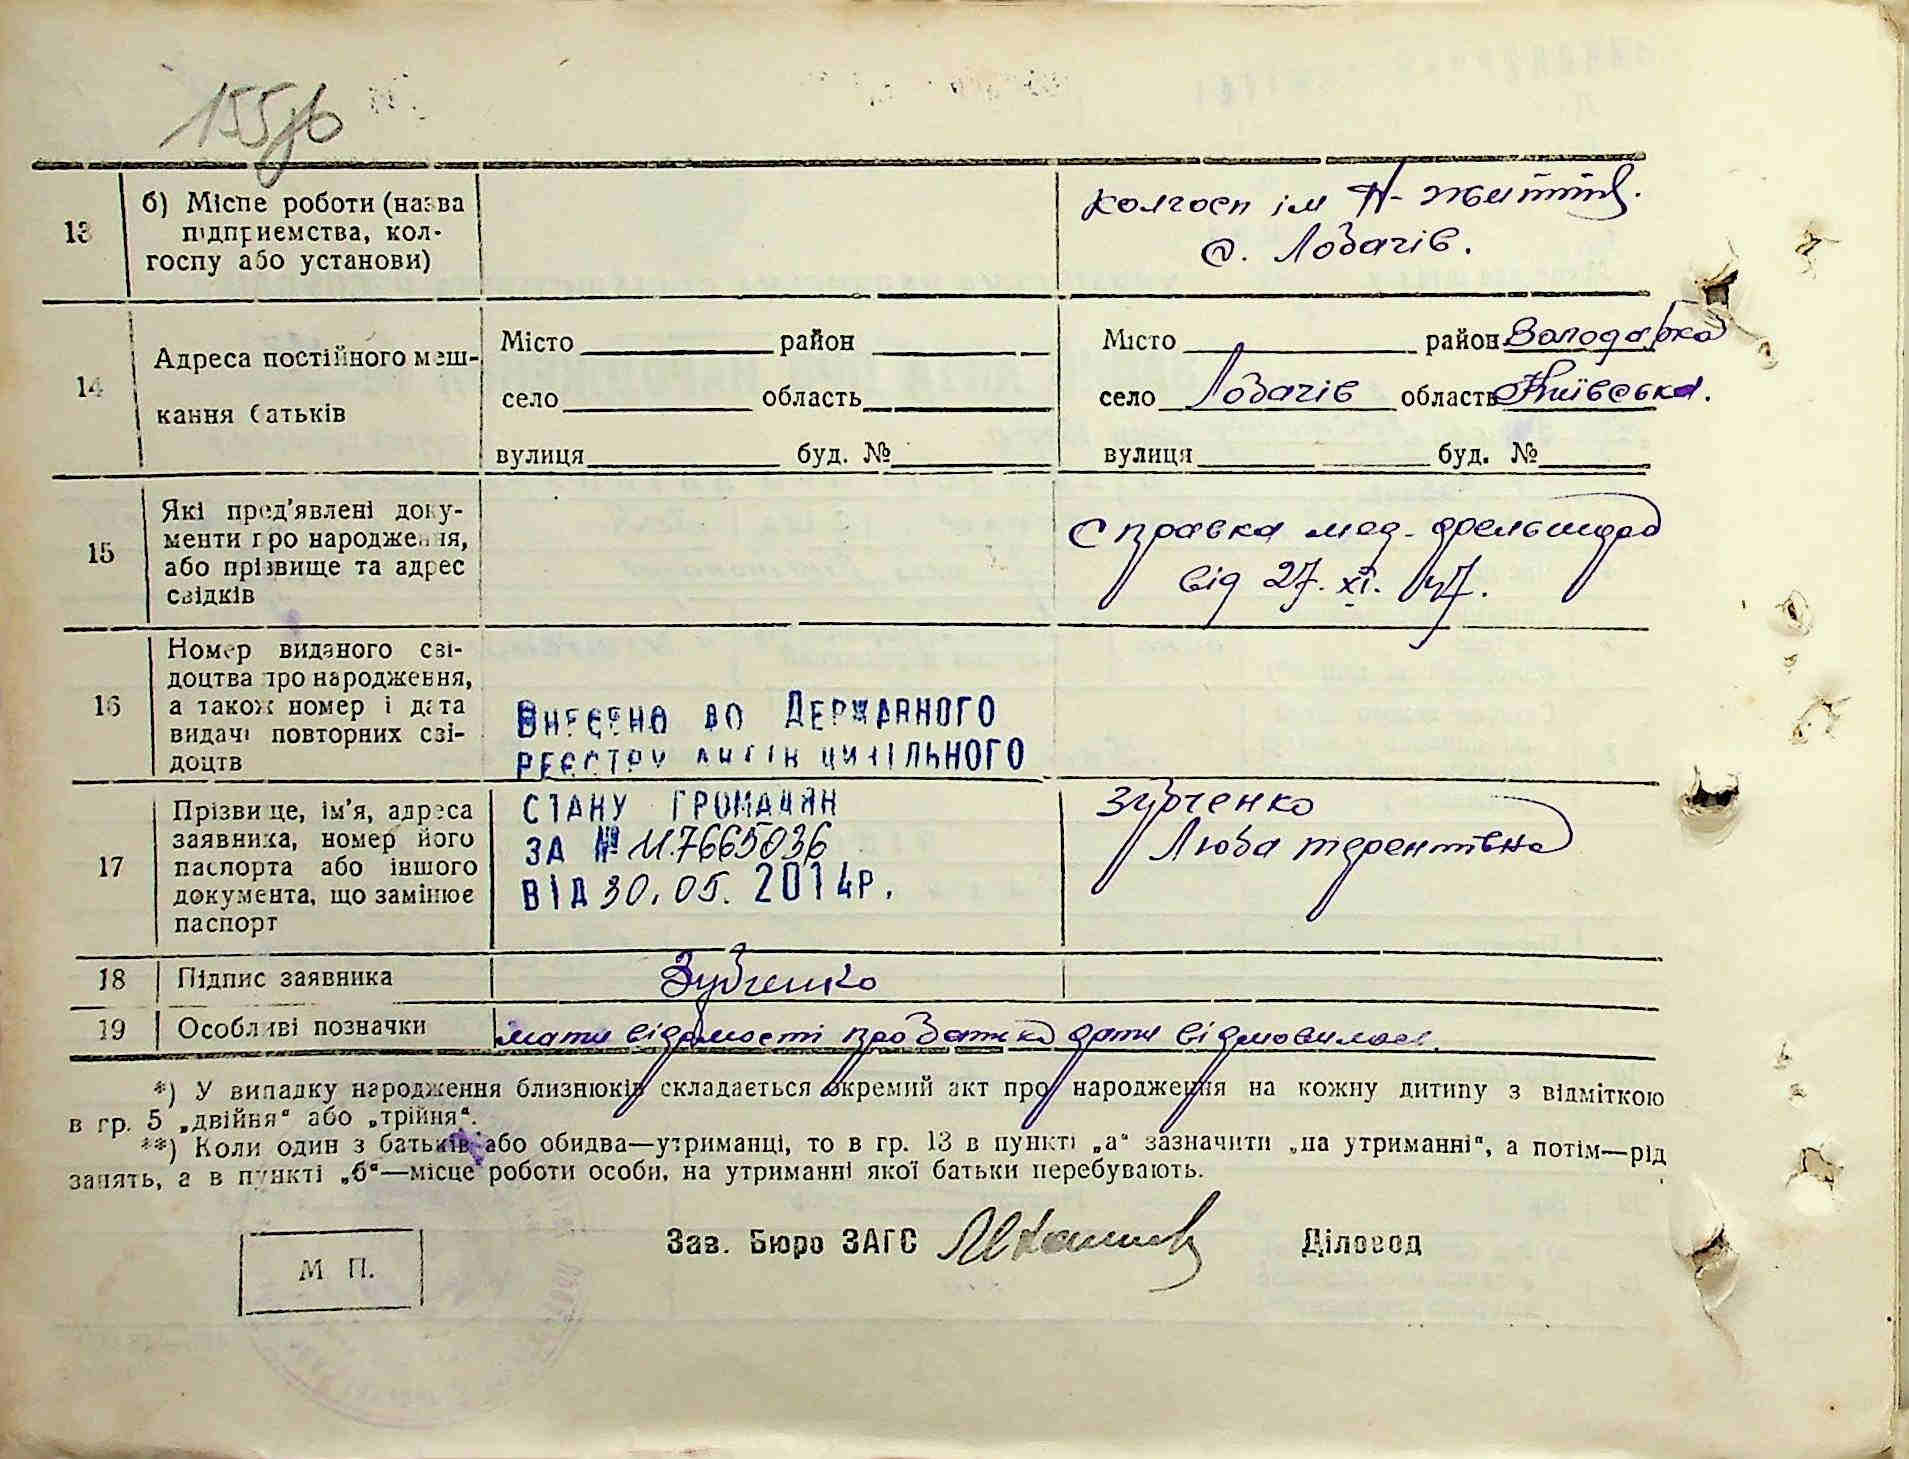 155зв
13
б) Місце роботи (назва
підприємства, кол-
госпу або установи)
колгосп ім Н-життя.
с. Лобачів.
14
Адреса постійного меш-
кання батьків
Місто район
село область
вулиця буд. №
Місто район Володарка
село Лобачів область Київська.
вулиця буд. №
15
Які пред'явлені доку-
менти про народження,
або прізвище та адрес
свідків
Справка мед. фельшера
від 27. XI. 47.
16
Номер виданого сві-
доцтва про народження,
а також номер і дата
видачі повторних сві-
доцтв
ВНЕСЕНО ДО ДЕРЖАВНОГО
РЕЄСТРУ АКТІВ ЦИВІЛЬНОГО
СТАНУ ГРОМАДЯН
ЗА № 117665036
ВІД 30.05. 2014Р.
17
Прізвище, ім'я, адреса
заявника, номер його
паспорта або іншого
документа, що замінює
паспорт
Зубченко
Люба терентівна
18
Підпис заявника
Зубченко
19
Особливі позначки
мати відомості про батька дати відмовилась.
*) У випадку народження близнюків складається окремий акт про народження на кожну дитину з відміткою
в гр. 5 „двійня“ або „трійня“.
**) Коли один з батьків або обидва—утриманці, то в гр. 13 в пункті „а“ зазначити „на утриманні“, а потім—рід
занять, а в пункті „б“—місце роботи особи, на утриманні якої батьки перебувають.
М П.
Зав. Бюро ЗАГС
Діловод